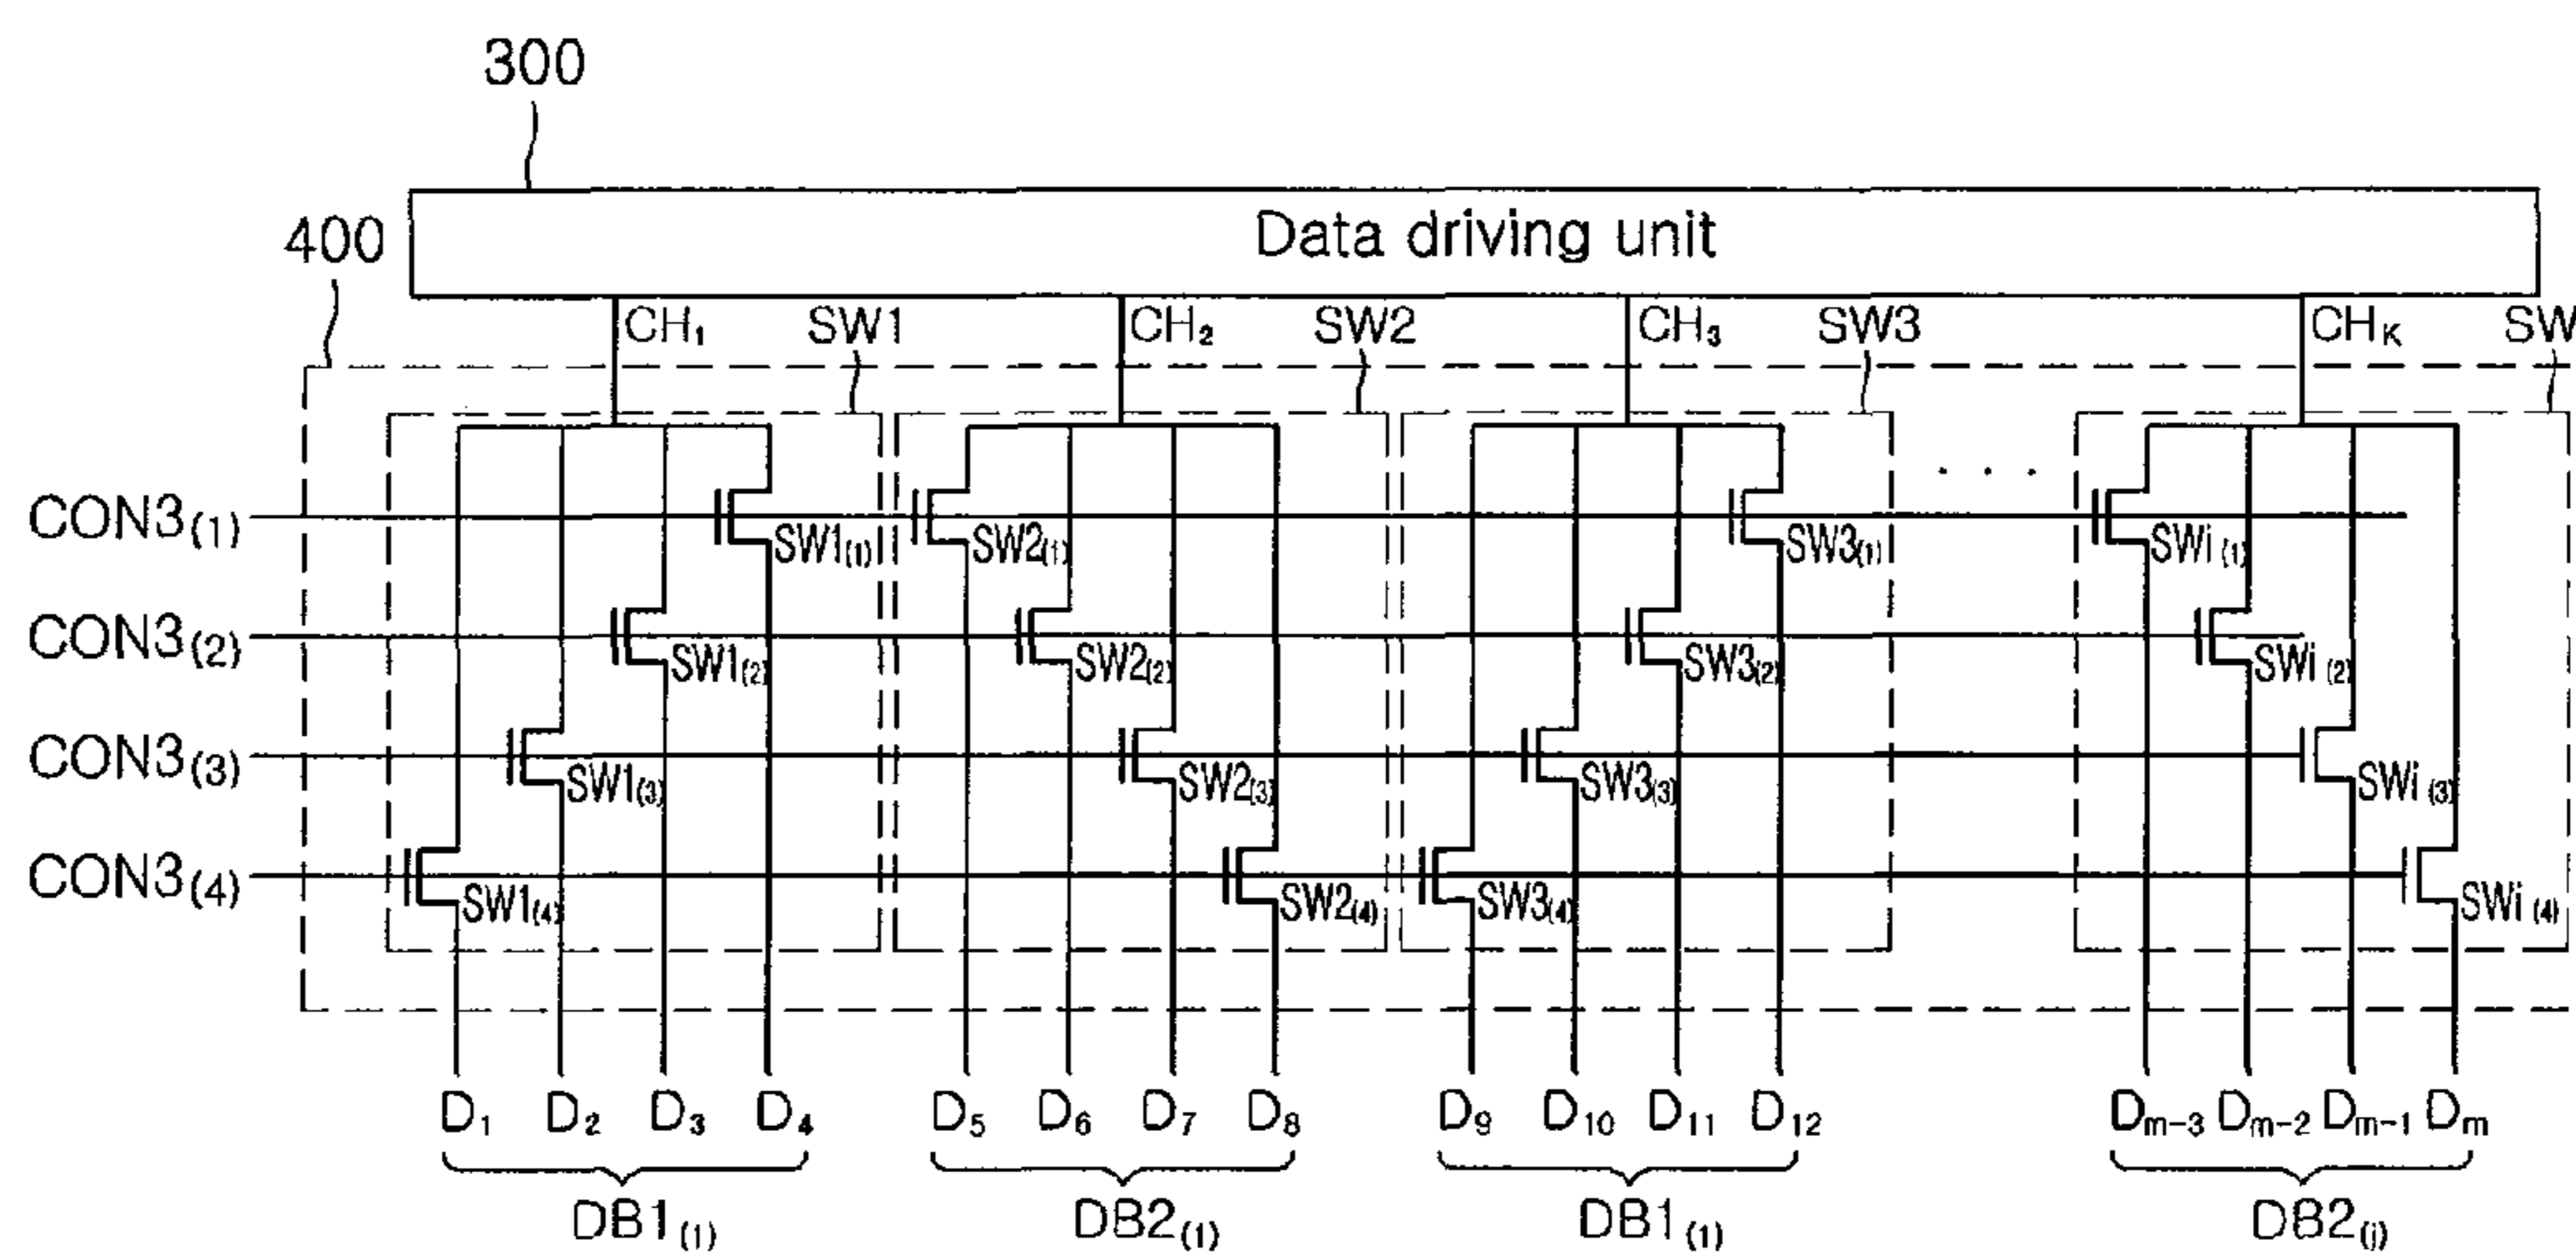 300
400
Data driving unit
CH₁ SW1 CH₂ SW2 CH₃ SW3 CH_K SW
. . .
CON3(1) SW1(1) SW2(1) SW3(1) SWi(1)
CON3(2) SW1(2) SW2(2) SW3(2) SWi(2)
CON3(3) SW1(3) SW2(3) SW3(3) SWi(3)
CON3(4) SW1(4) SW2(4) SW3(4) SWi(4)
D₁ D₂ D₃ D₄ D₅ D₆ D₇ D₈ D₉ D₁₀ D₁₁ D₁₂ Dm-3 Dm-2 Dm-1 Dm
DB1(1) DB2(1) DB1(1) DB2(j)